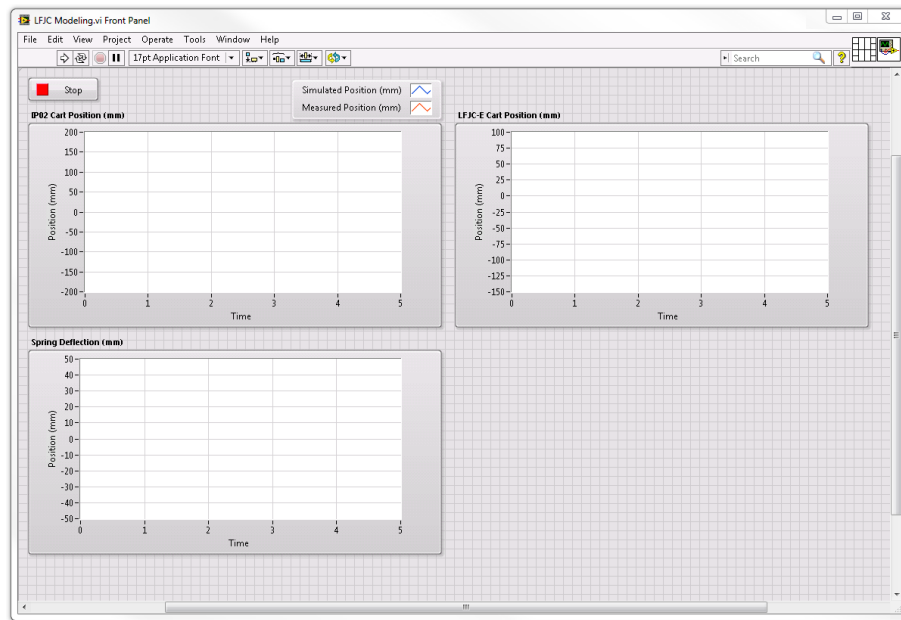 LFJC Modeling.vi Front Panel
File Edit View Project Operate Tools Window Help
17pt Application Font
Search
Stop
Simulated Position (mm)
Measured Position (mm)
IP02 Cart Position (mm)
200
150
100
50
0
-50
-100
-150
-200
Position (mm)
0 1 2 3 4 5
Time
LFJC-E Cart Position (mm)
100
75
50
25
0
-25
-50
-75
-100
-125
-150
Position (mm)
0 1 2 3 4 5
Time
Spring Deflection (mm)
50
40
30
20
10
0
-10
-20
-30
-40
-50
Position (mm)
0 1 2 3 4 5
Time